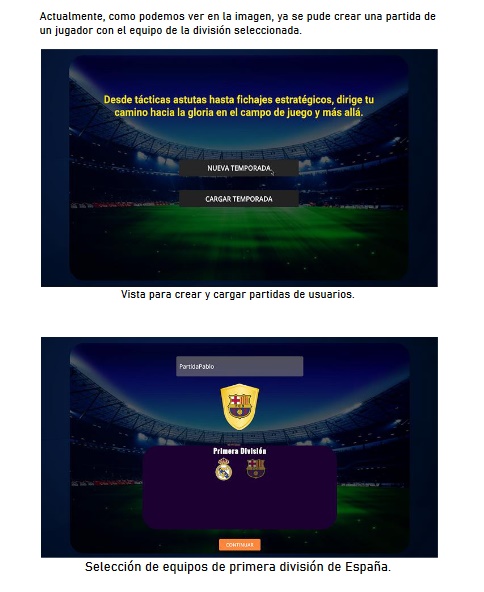 Actualmente, como podemos ver en la imagen, ya se pude crear una partida de
un jugador con el equipo de la división seleccionada.
Desde tácticas astutas hasta fichajes estratégicos, dirige tu
camino hacia la gloria en el campo de juego y más allá.
NUEVA TEMPORADA
CARGAR TEMPORADA
Vista para crear y cargar partidas de usuarios.
PartidaPablo
Primera División
CONTINUAR
Selección de equipos de primera división de España.